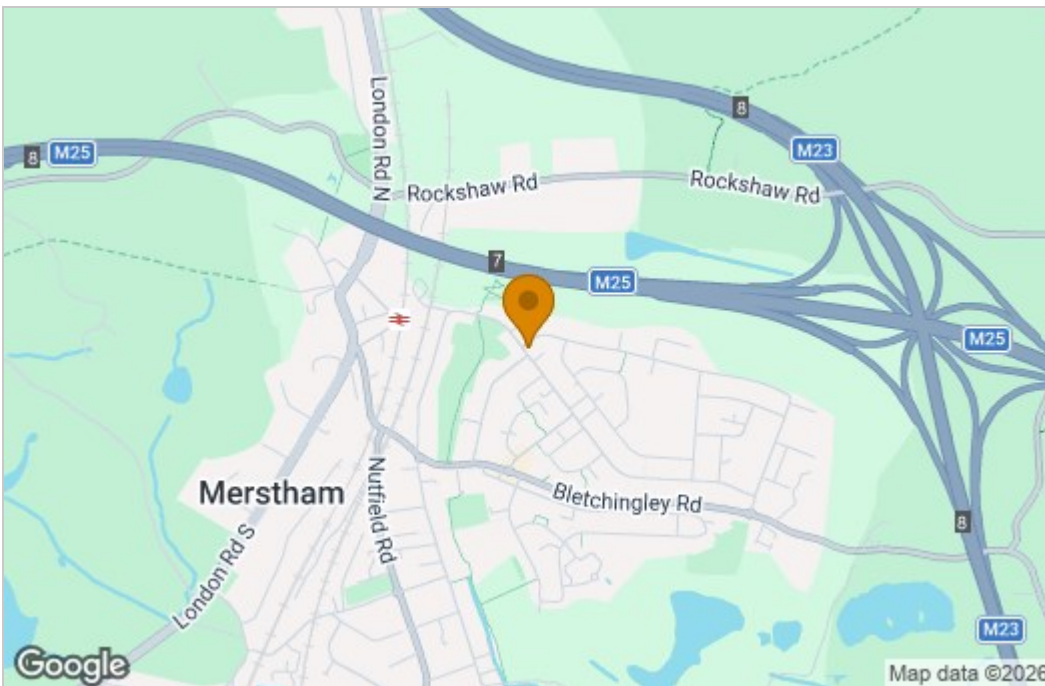 8
M23
London Rd N
8
M25
Rockshaw Rd
Rockshaw Rd
7
M25
M25
Merstham
Nutfield Rd
Bletchingley Rd
8
London Rd S
M23
Google
Map data ©2026